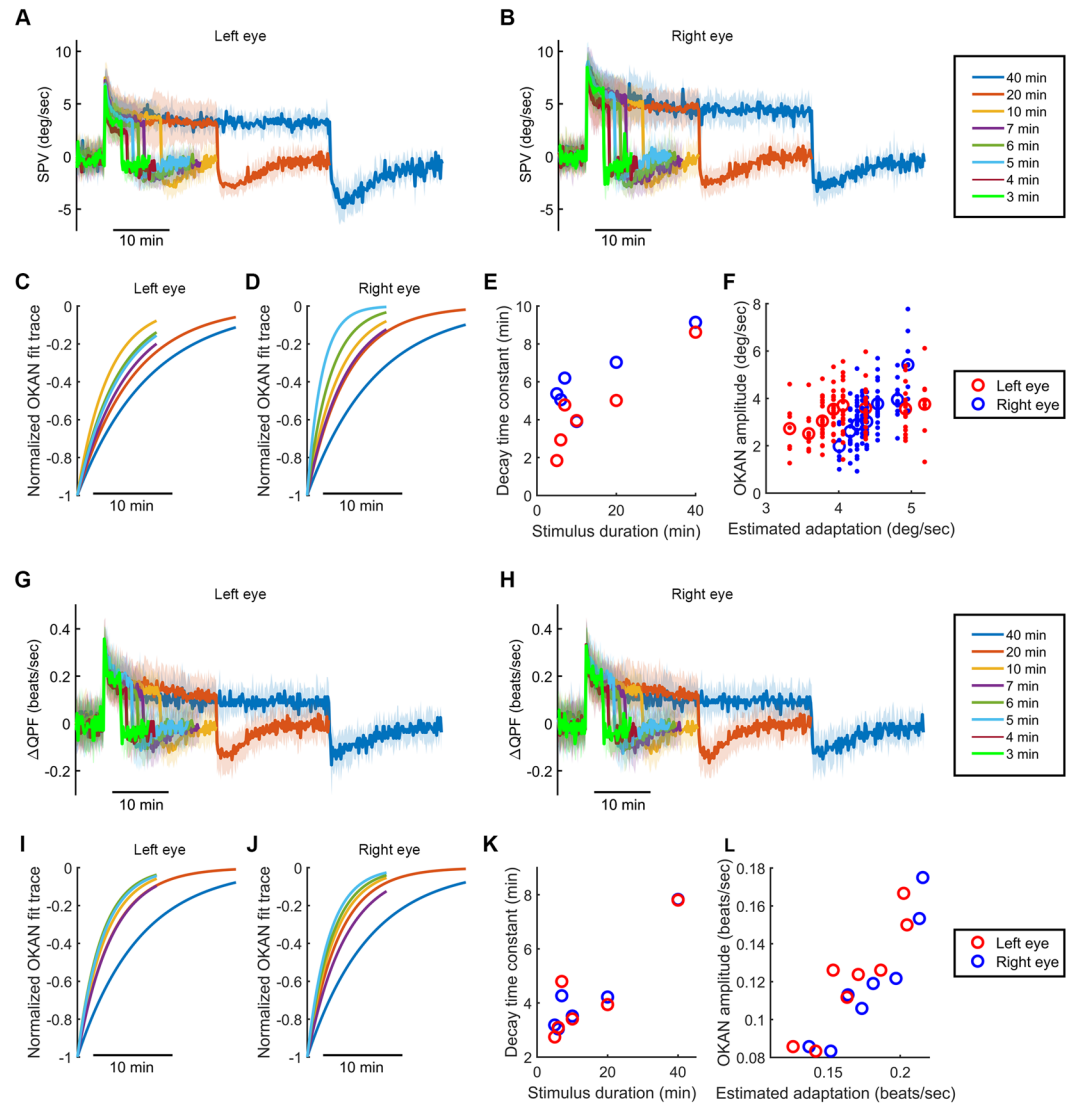 A
Left eye
SPV (deg/sec)
10
5
0
-5
10 min
B
Right eye
SPV (deg/sec)
10
5
0
-5
10 min
40 min
20 min
10 min
7 min
6 min
5 min
4 min
3 min
C
Left eye
Normalized OKAN fit trace
0
-0.2
-0.4
-0.6
-0.8
-1
10 min
D
Right eye
Normalized OKAN fit trace
0
-0.2
-0.4
-0.6
-0.8
-1
10 min
E
Decay time constant (min)
10
8
6
4
2
0
0
20
40
Stimulus duration (min)
F
OKAN amplitude (deg/sec)
8
6
4
2
0
3
4
5
Estimated adaptation (deg/sec)
Left eye
Right eye
G
Left eye
ΔQPF (beats/sec)
0.4
0.2
0
-0.2
10 min
H
Right eye
ΔQPF (beats/sec)
0.4
0.2
0
-0.2
10 min
40 min
20 min
10 min
7 min
6 min
5 min
4 min
3 min
I
Left eye
Normalized OKAN fit trace
0
-0.2
-0.4
-0.6
-0.8
-1
10 min
J
Right eye
Normalized OKAN fit trace
0
-0.2
-0.4
-0.6
-0.8
-1
10 min
K
Decay time constant (min)
8
6
4
2
0
20
40
Stimulus duration (min)
L
OKAN amplitude (beats/sec)
0.18
0.16
0.14
0.12
0.1
0.08
0.15
0.2
Estimated adaptation (beats/sec)
Left eye
Right eye